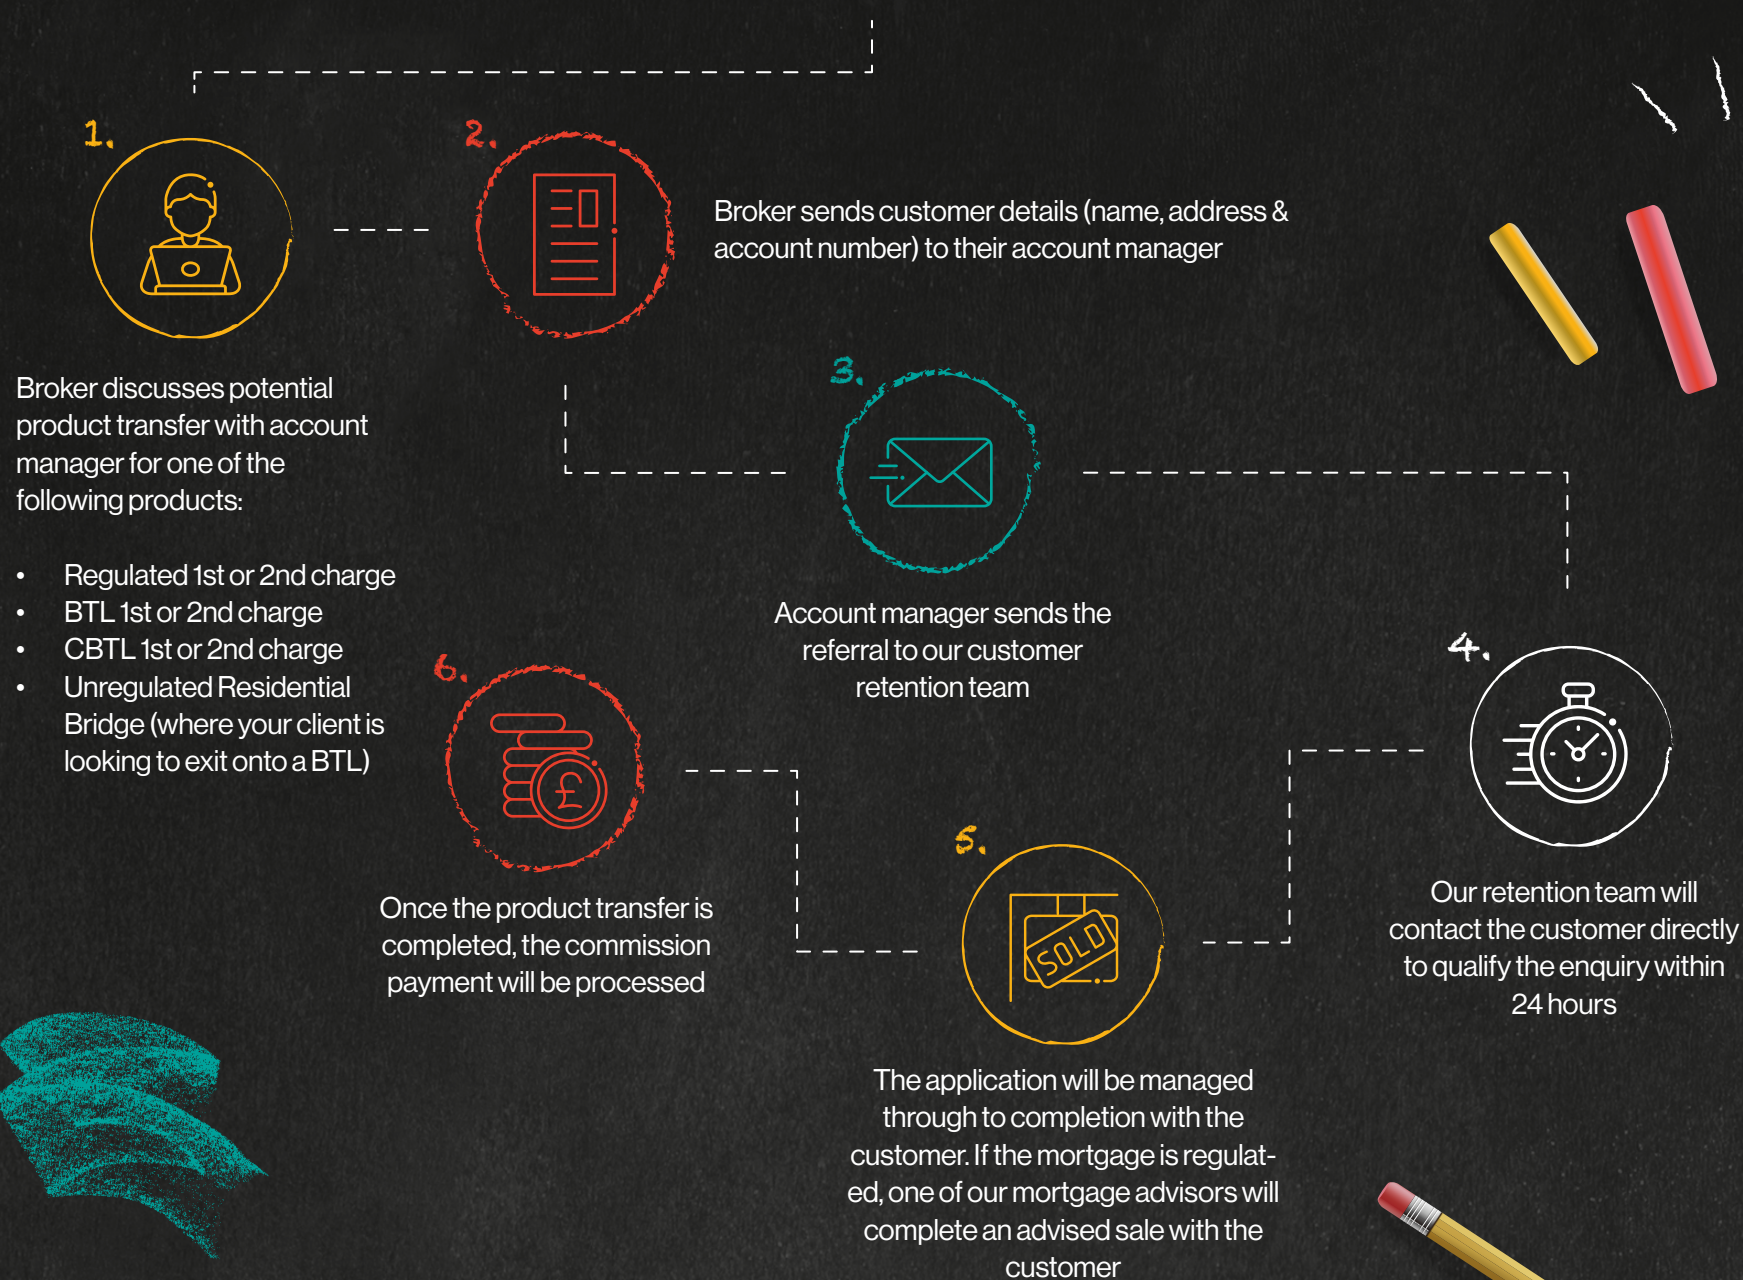 1.
Broker discusses potential
product transfer with account
manager for one of the
following products:
• Regulated 1st or 2nd charge
• BTL 1st or 2nd charge
• CBTL 1st or 2nd charge
• Unregulated Residential
Bridge (where your client is
looking to exit onto a BTL)
2.
Broker sends customer details (name, address &
account number) to their account manager
3.
Account manager sends the
referral to our customer
retention team
4.
Our retention team will
contact the customer directly
to qualify the enquiry within
24 hours
5.
SOLD
The application will be managed
through to completion with the
customer. If the mortgage is regulat-
ed, one of our mortgage advisors will
complete an advised sale with the
customer
6.
£
Once the product transfer is
completed, the commission
payment will be processed